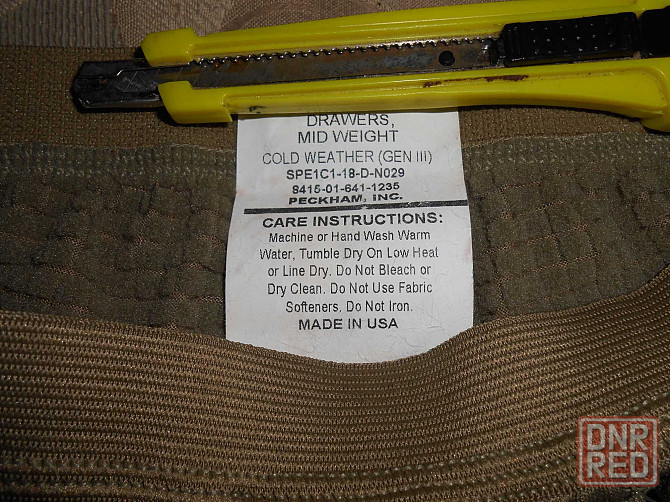 DRAWERS,
MID WEIGHT
COLD WEATHER (GEN III)
SPE1C1-18-D-N029
8415-01-641-1235
PECKHAM, INC.
CARE INSTRUCTIONS:
Machine or Hand Wash Warm
Water, Tumble Dry On Low Heat
or Line Dry. Do Not Bleach or
Dry Clean. Do Not Use Fabric
Softeners. Do Not Iron.
MADE IN USA
DNR
RED